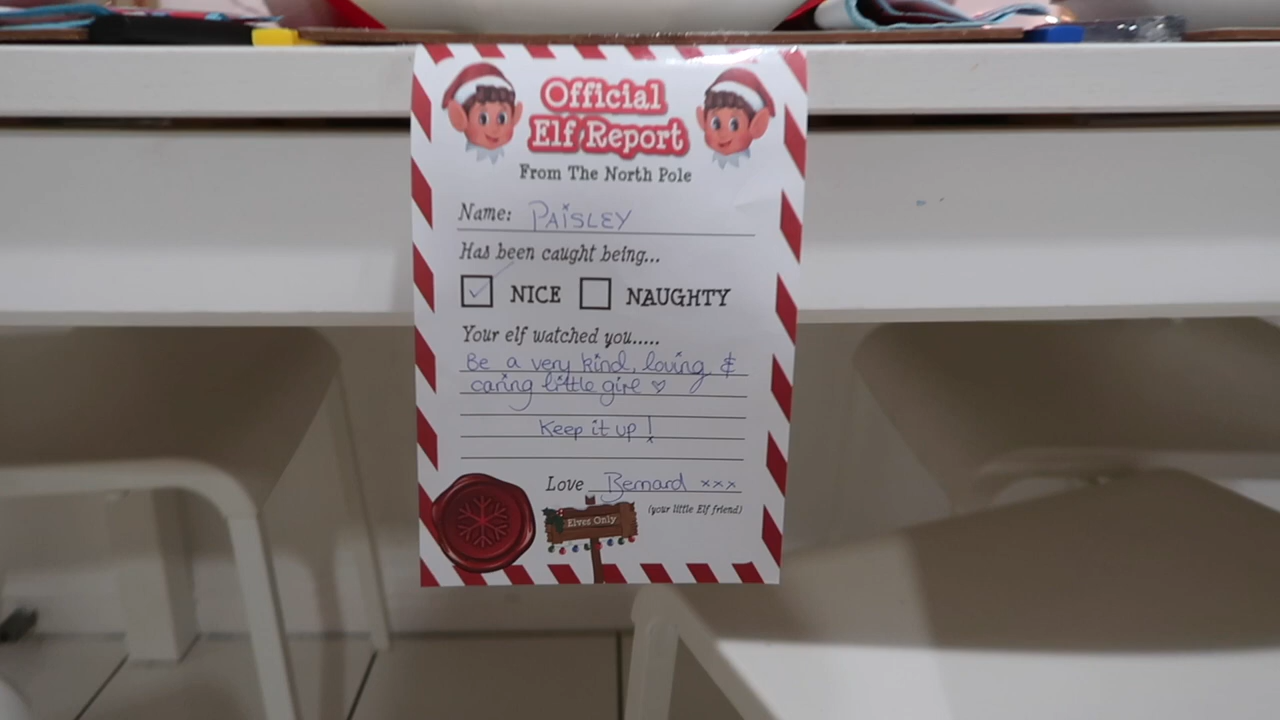 Official
Elf Report
From The North Pole
Name: PAISLEY
Has been caught being...
NICE NAUGHTY
Your elf watched you.....
Be a very kind, loving &
caring little girl ♡
Keep it up !
Love Bernard xxx
(your little Elf friend)
Elves Only